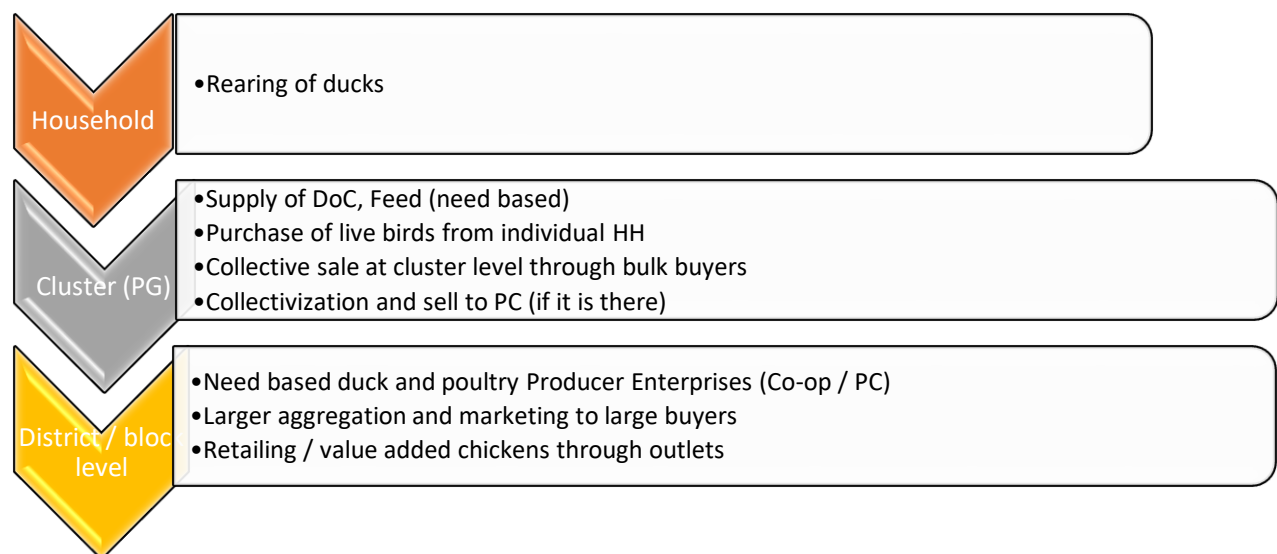 Household
•Rearing of ducks
Cluster (PG)
•Supply of DoC, Feed (need based)
•Purchase of live birds from individual HH
•Collective sale at cluster level through bulk buyers
•Collectivization and sell to PC (if it is there)
District / bloc
level
•Need based duck and poultry Producer Enterprises (Co-op / PC)
•Larger aggregation and marketing to large buyers
•Retailing / value added chickens through outlets